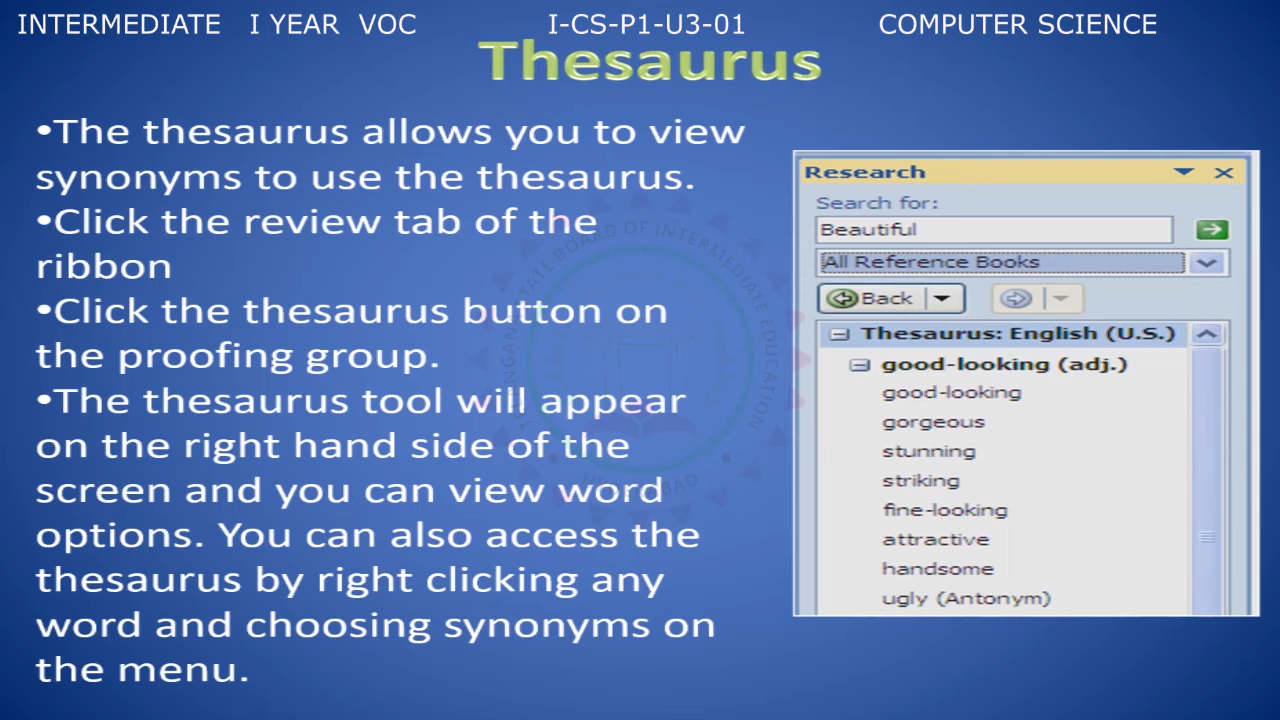 INTERMEDIATE I YEAR VOC I-CS-P1-U3-01 COMPUTER SCIENCE
Thesaurus
•The thesaurus allows you to view
synonyms to use the thesaurus.
•Click the review tab of the
ribbon
•Click the thesaurus button on
the proofing group.
•The thesaurus tool will appear
on the right hand side of the
screen and you can view word
options. You can also access the
thesaurus by right clicking any
word and choosing synonyms on
the menu.
Research
Search for:
Beautiful
All Reference Books
Back
Thesaurus: English (U.S.)
good-looking (adj.)
good-looking
gorgeous
stunning
striking
fine-looking
attractive
handsome
ugly (Antonym)
STATE BOARD OF INTERMEDIATE EDUCATION